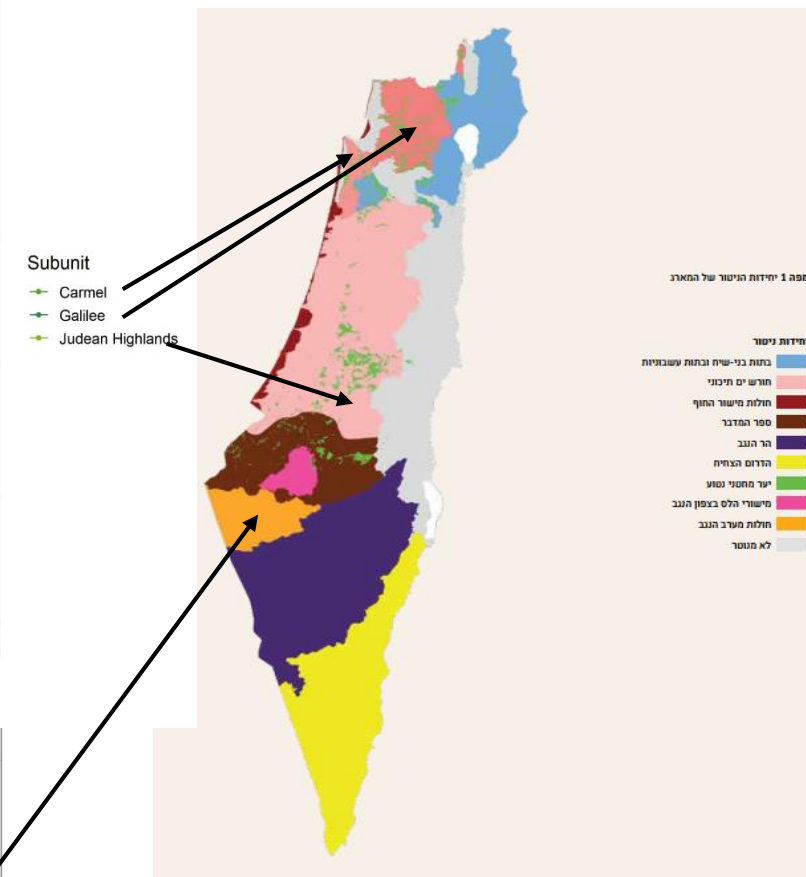 Subunit
Carmel
Galilee
Judean Highlands
מפה 1 יחידות הניטור של המארג
יחידות ניטור
בתות בני-שיח ובתות עשבוניות
חורש ים תיכוני
חולות מישור החוף
ספר המדבר
הר הנגב
הדרום הצחיח
יער מחטני נטוע
מישורי הלס בצפון הנגב
חולות מערב הנגב
לא מנוטר